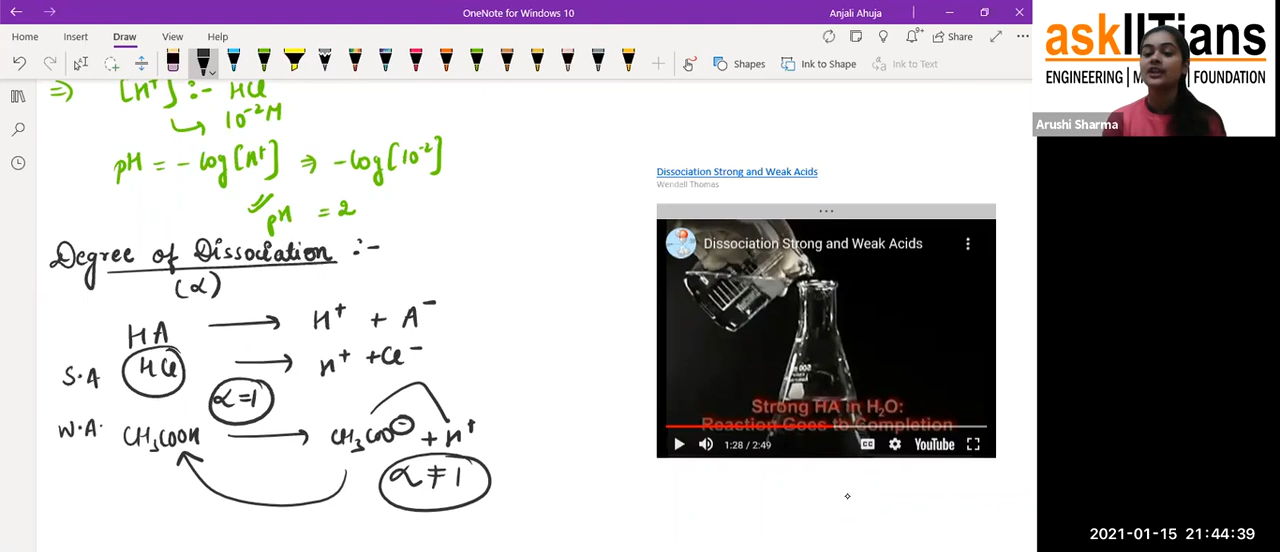 OneNote for Windows 10
Anjali Ahuja
Home Insert Draw View Help
Share
Shapes Ink to Shape Ink to Text
askIITians
ENGINEERING | M | FOUNDATION
Arushi Sharma
⇒ [H⁺] :- HCl
↳ 10⁻² M
pH = - log [H⁺] ⇒ - log [10⁻²]
pH = 2
Degree of Dissociation :-
(α)
HA → H⁺ + A⁻
S.A HCl → H⁺ + Cl⁻
α = 1
W.A. CH₃COOH → CH₃COO⊖ + H⁺
α ≠ 1
Dissociation Strong and Weak Acids
Wendell Thomas
Dissociation Strong and Weak Acids
Strong HA in H₂O:
Reaction Goes to Completion
1:28 / 2:49
CC
YouTube
2021-01-15 21:44:39